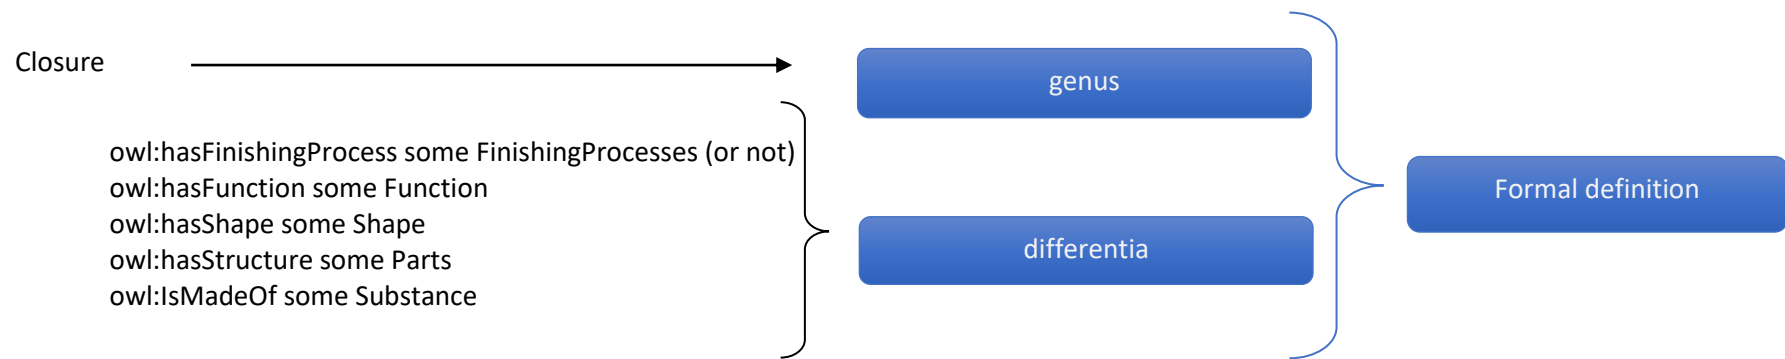 Closure
genus
owl:hasFinishingProcess some FinishingProcesses (or not)
owl:hasFunction some Function
owl:hasShape some Shape
owl:hasStructure some Parts
owl:IsMadeOf some Substance
differentia
Formal definition